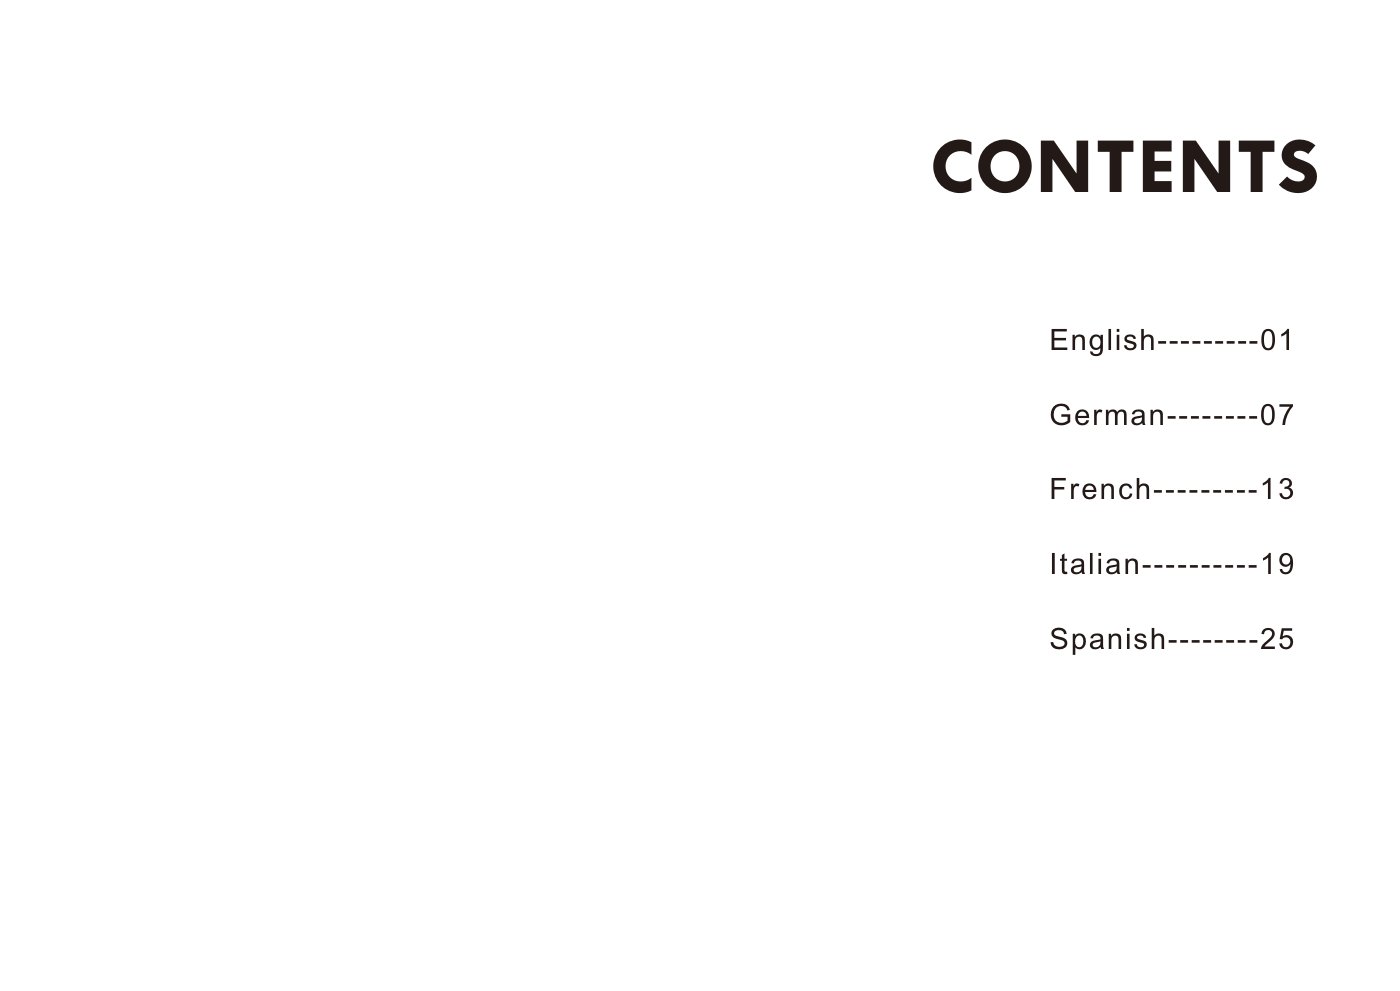 CONTENTS
English---------01
German--------07
French---------13
Italian----------19
Spanish--------25